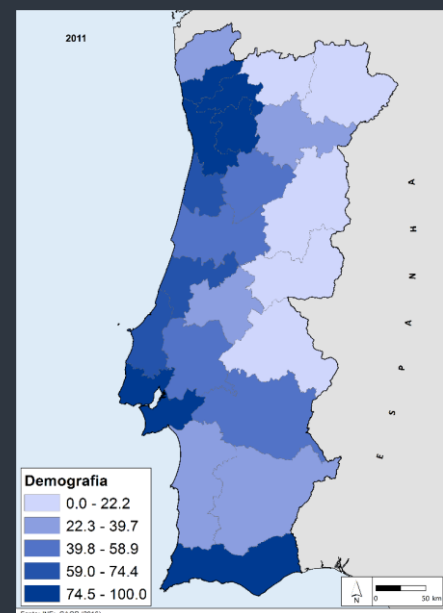 2011
ESPANHA
Demografia
0.0 - 22.2
22.3 - 39.7
39.8 - 58.9
59.0 - 74.4
74.5 - 100.0
N
0 50 km